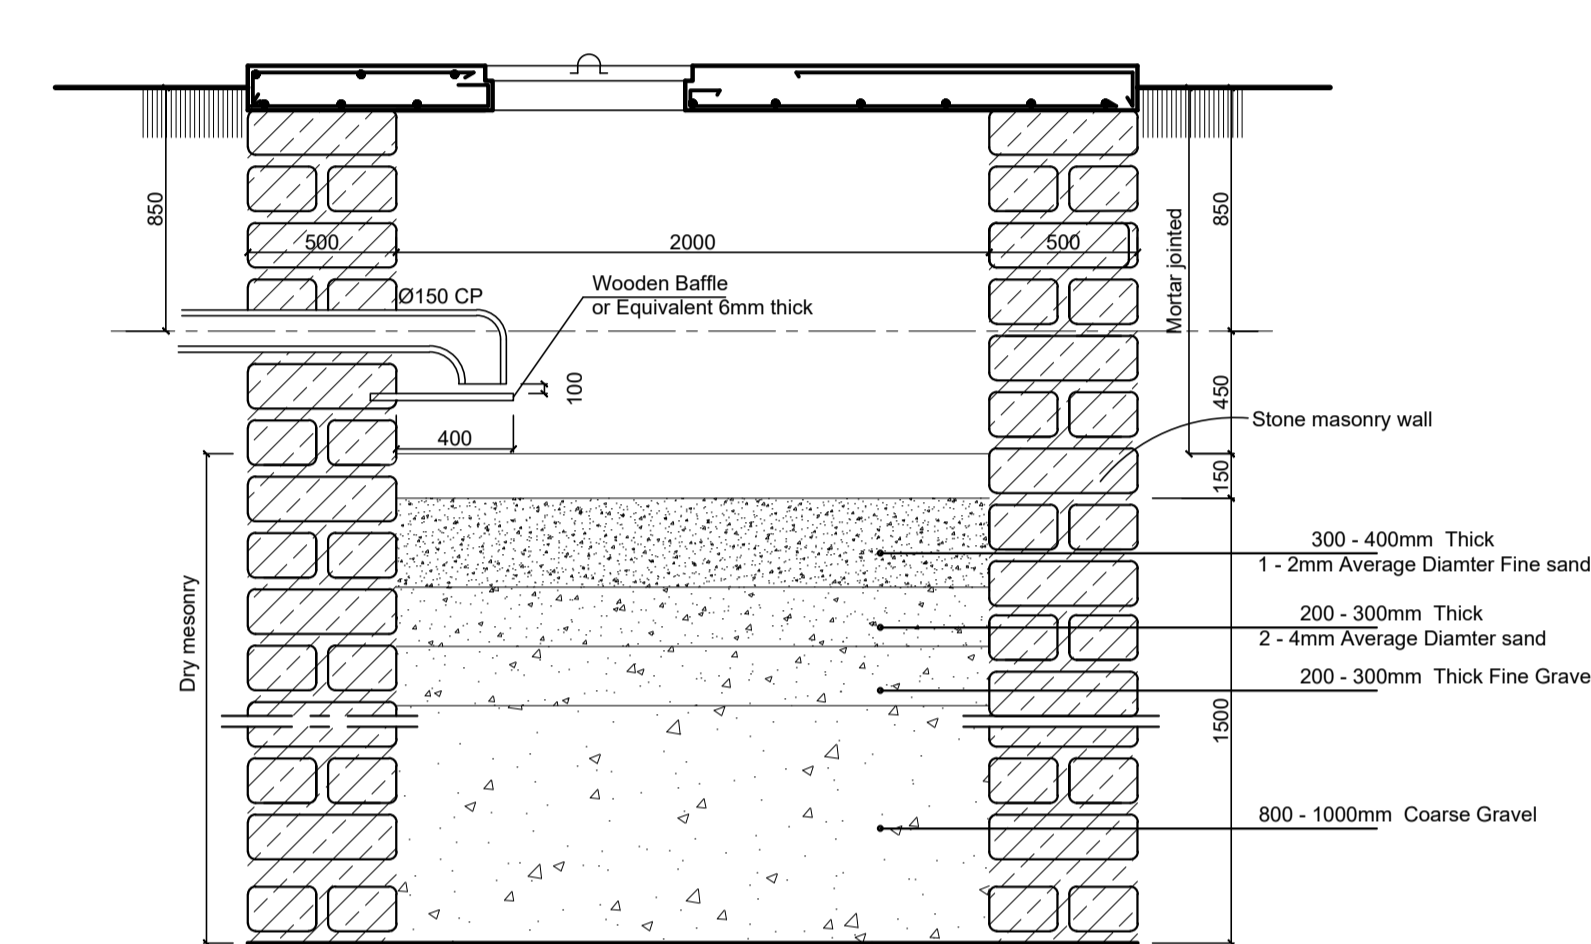 850
850
Mortar jointed
500
2000
500
Wooden Baffle
Ø150 CP
or Equivalent 6mm thick
100
450
400
Stone masonry wall
150
300 - 400mm Thick
1 - 2mm Average Diamter Fine sand
Dry mesonry
200 - 300mm Thick
2 - 4mm Average Diamter sand
200 - 300mm Thick Fine Grave
1500
800 - 1000mm Coarse Gravel